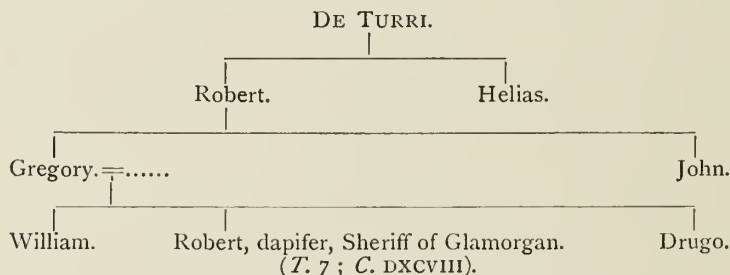 DE TURRI.
Robert. Helias.
Gregory.=...... John.
William. Robert, dapifer, Sheriff of Glamorgan. Drugo.
(T. 7 ; C. DXCVIII).